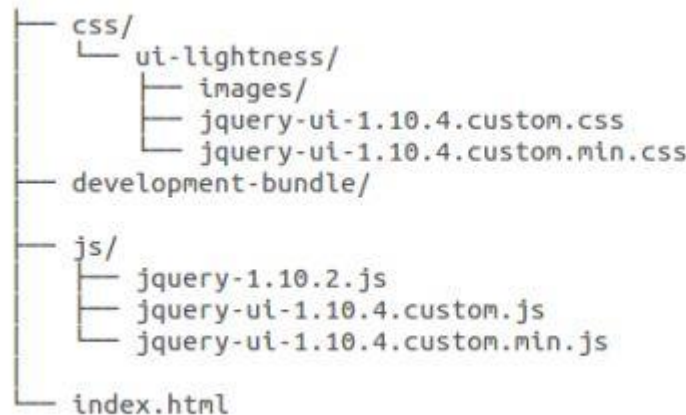 css/
ui-lightness/
images/
jquery-ui-1.10.4.custom.css
jquery-ui-1.10.4.custom.min.css
development-bundle/
js/
jquery-1.10.2.js
jquery-ui-1.10.4.custom.js
jquery-ui-1.10.4.custom.min.js
index.html